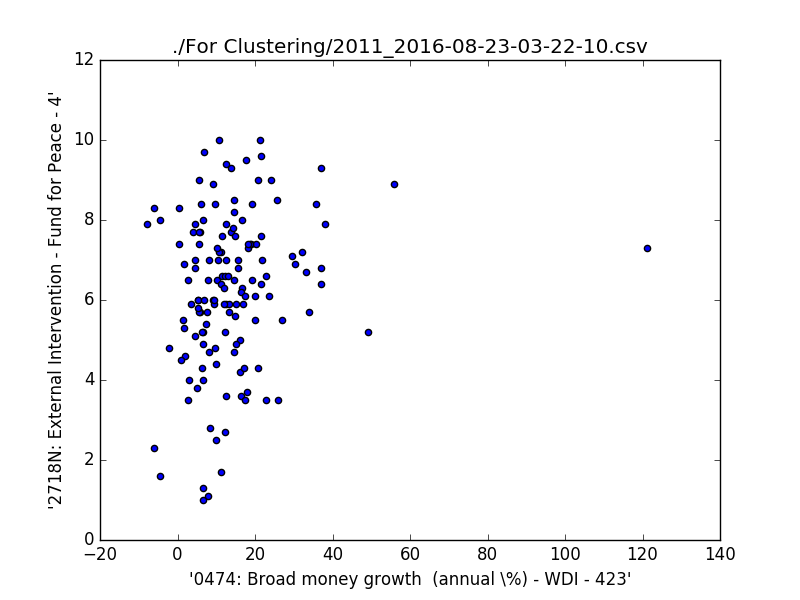 ./For Clustering/2011_2016-08-23-03-22-10.csv
'2718N: External Intervention - Fund for Peace - 4'
12
10
8
6
4
2
0
−20 0 20 40 60 80 100 120 140
'0474: Broad money growth  (annual \%) - WDI - 423'